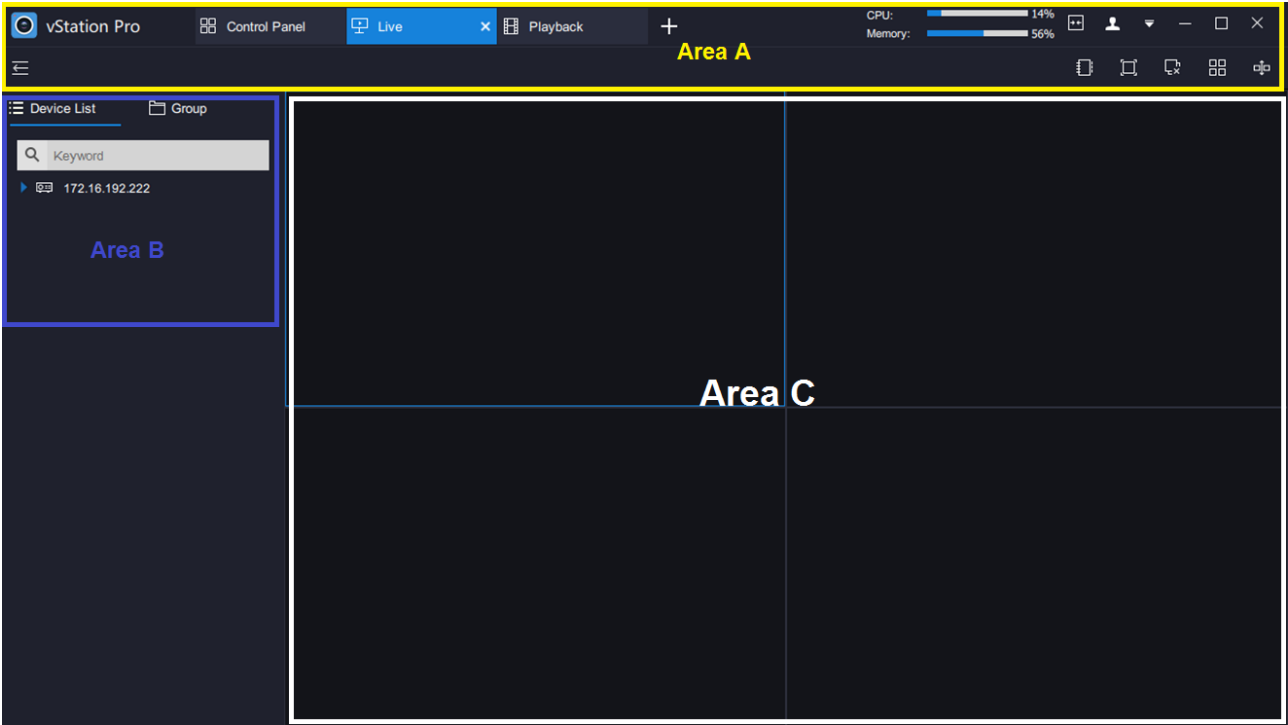 vStation Pro
Control Panel
Live
Playback
CPU: 14%
Memory: 56%
Area A
Device List
Group
Keyword
172.16.192.222
Area B
Area C